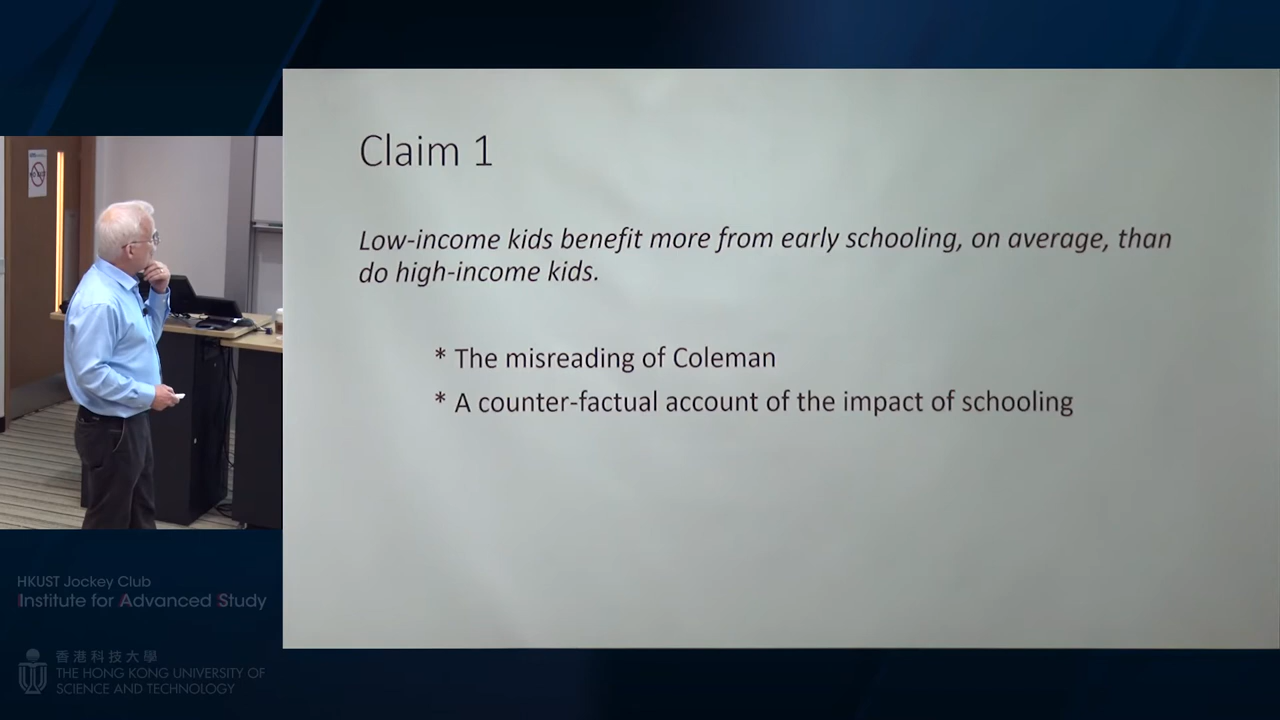 Claim 1
Low-income kids benefit more from early schooling, on average, than
do high-income kids.
* The misreading of Coleman
* A counter-factual account of the impact of schooling
HKUST Jockey Club
Institute for Advanced Study
香港科技大學
THE HONG KONG UNIVERSITY OF
SCIENCE AND TECHNOLOGY